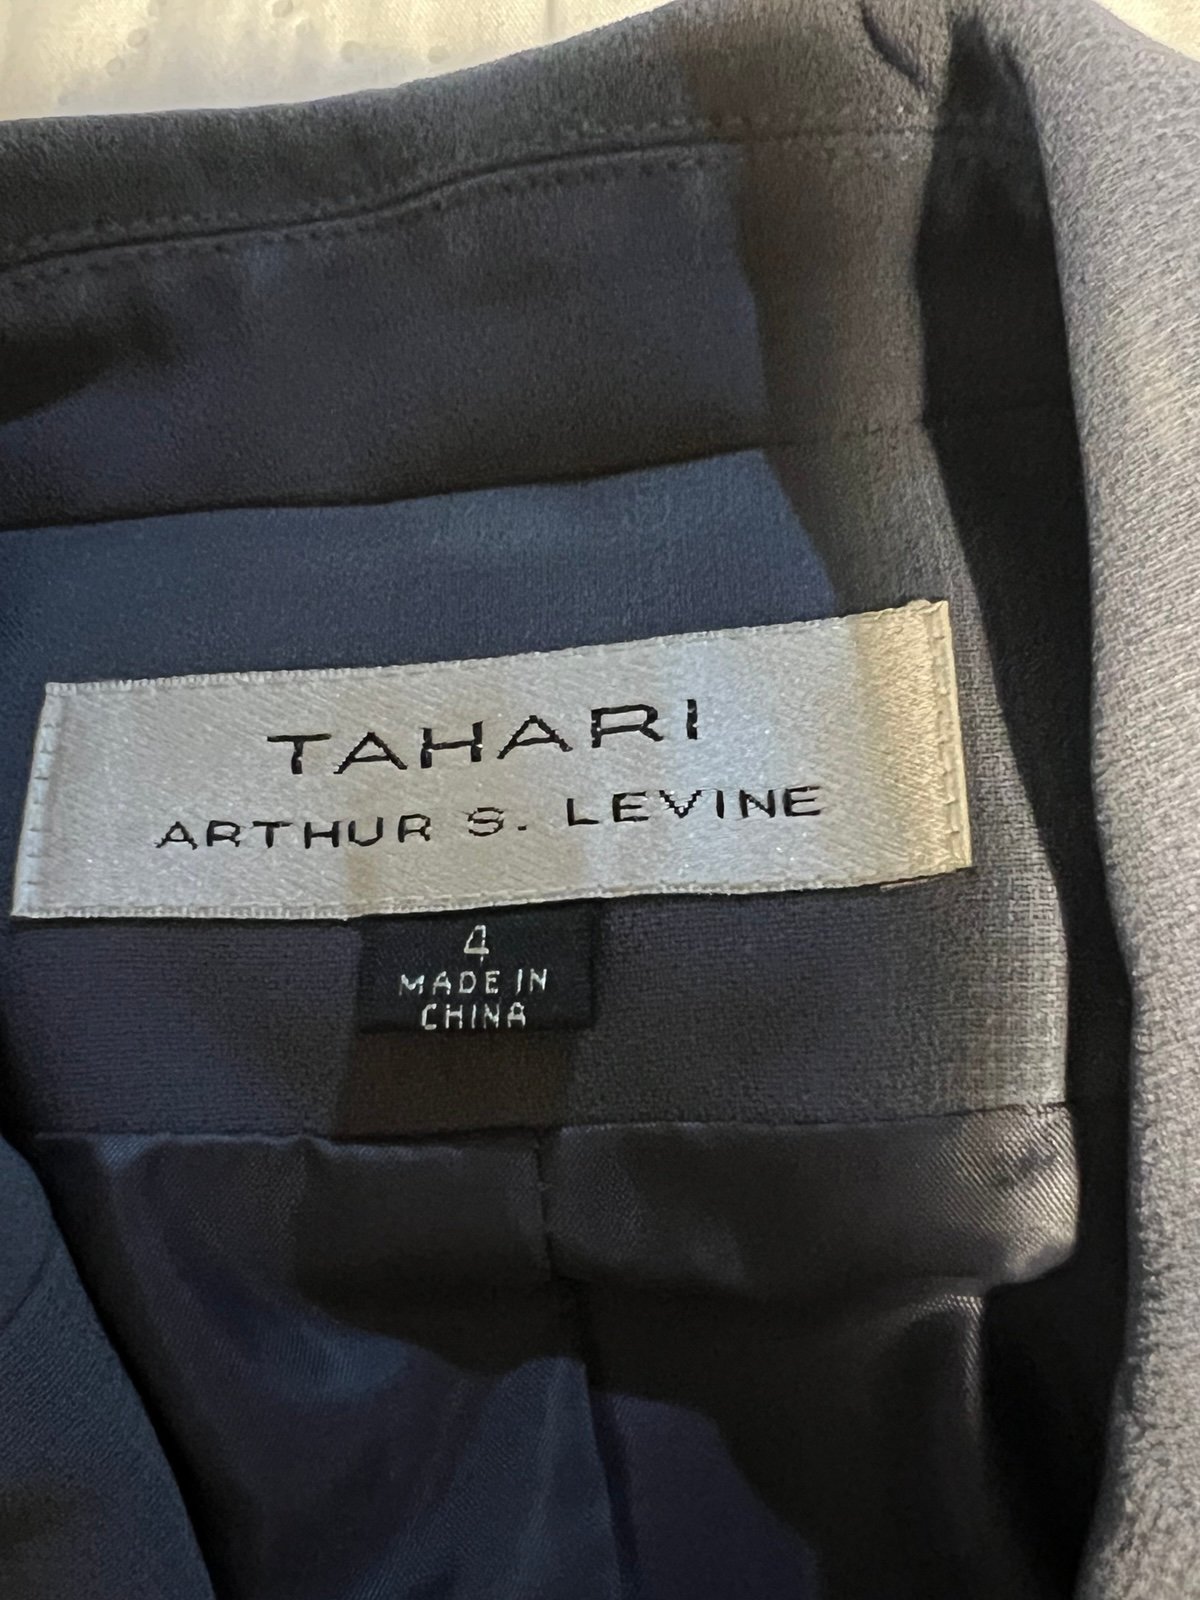 TAHARI
ARTHUR S. LEVINE
4
MADE IN
CHINA